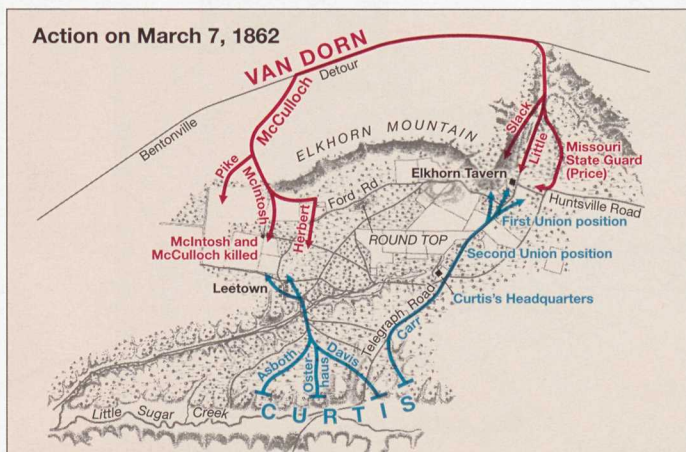 Action on March 7, 1862
VAN DORN
Detour
Bentonville
McCulloch
ELKHORN MOUNTAIN
Slack
Little
Missouri
State Guard
(Price)
Pike
McIntosh
Herbert
Ford Rd
Elkhorn Tavern
Huntsville Road
First Union position
McIntosh and
McCulloch killed
ROUND TOP
Second Union position
Leetown
Curtis's Headquarters
Telegraph Road
Carr
Asboth
Oster-
haus
Davis
CURTIS
Little Sugar Creek